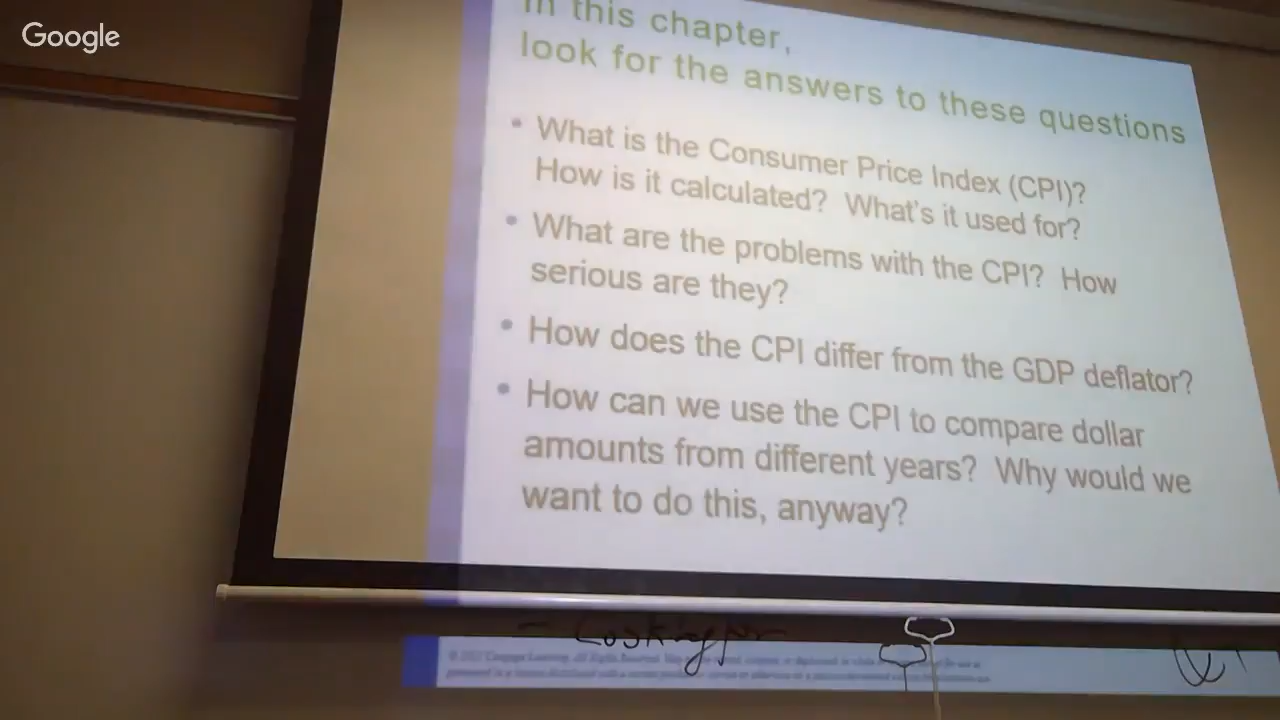 Google
In this chapter,
look for the answers to these questions
• What is the Consumer Price Index (CPI)?
How is it calculated? What's it used for?
• What are the problems with the CPI? How
serious are they?
• How does the CPI differ from the GDP deflator?
• How can we use the CPI to compare dollar
amounts from different years? Why would we
want to do this, anyway?